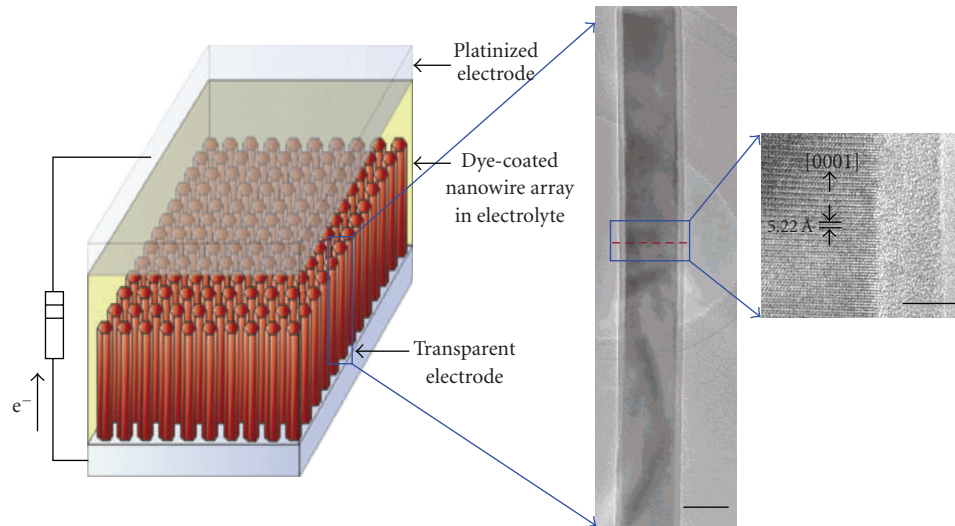 Platinized
electrode
Dye-coated
nanowire array
in electrolyte
Transparent
electrode
e⁻
[0001]
5.22 Å